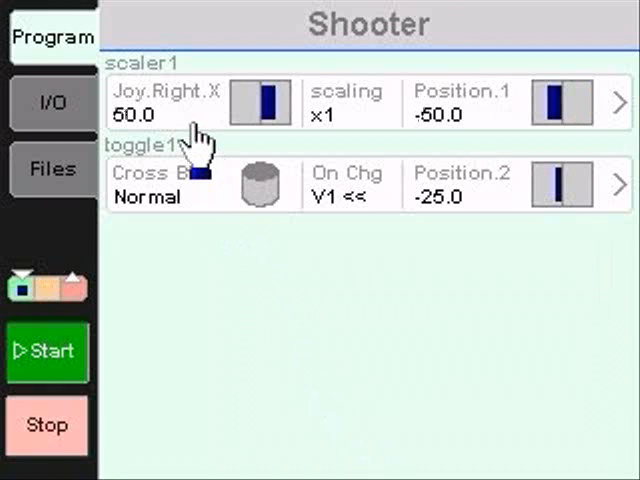 Shooter
Program
I/O
Files
▷Start
Stop
scaler1
Joy.Right.X scaling Position.1
50.0 x1 -50.0
toggle1
Cross On Chg Position.2
Normal V1 << -25.0